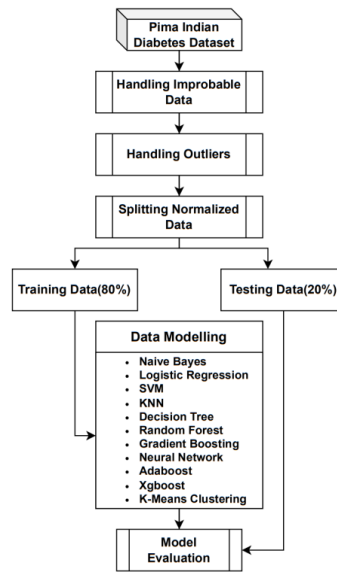 Pima Indian
Diabetes Dataset
Handling Improbable
Data
Handling Outliers
Splitting Normalized
Data
Training Data(80%)
Testing Data(20%)
Data Modelling
• Naive Bayes
• Logistic Regression
• SVM
• KNN
• Decision Tree
• Random Forest
• Gradient Boosting
• Neural Network
• Adaboost
• Xgboost
• K-Means Clustering
Model
Evaluation